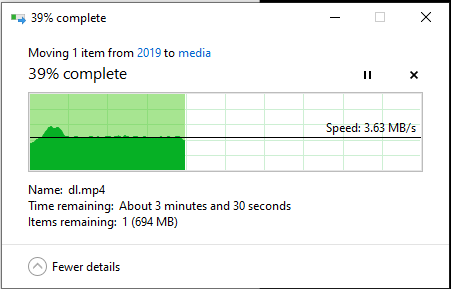 39% complete
Moving 1 item from 2019 to media
39% complete
Speed: 3.63 MB/s
Name: dl.mp4
Time remaining: About 3 minutes and 30 seconds
Items remaining: 1 (694 MB)
Fewer details